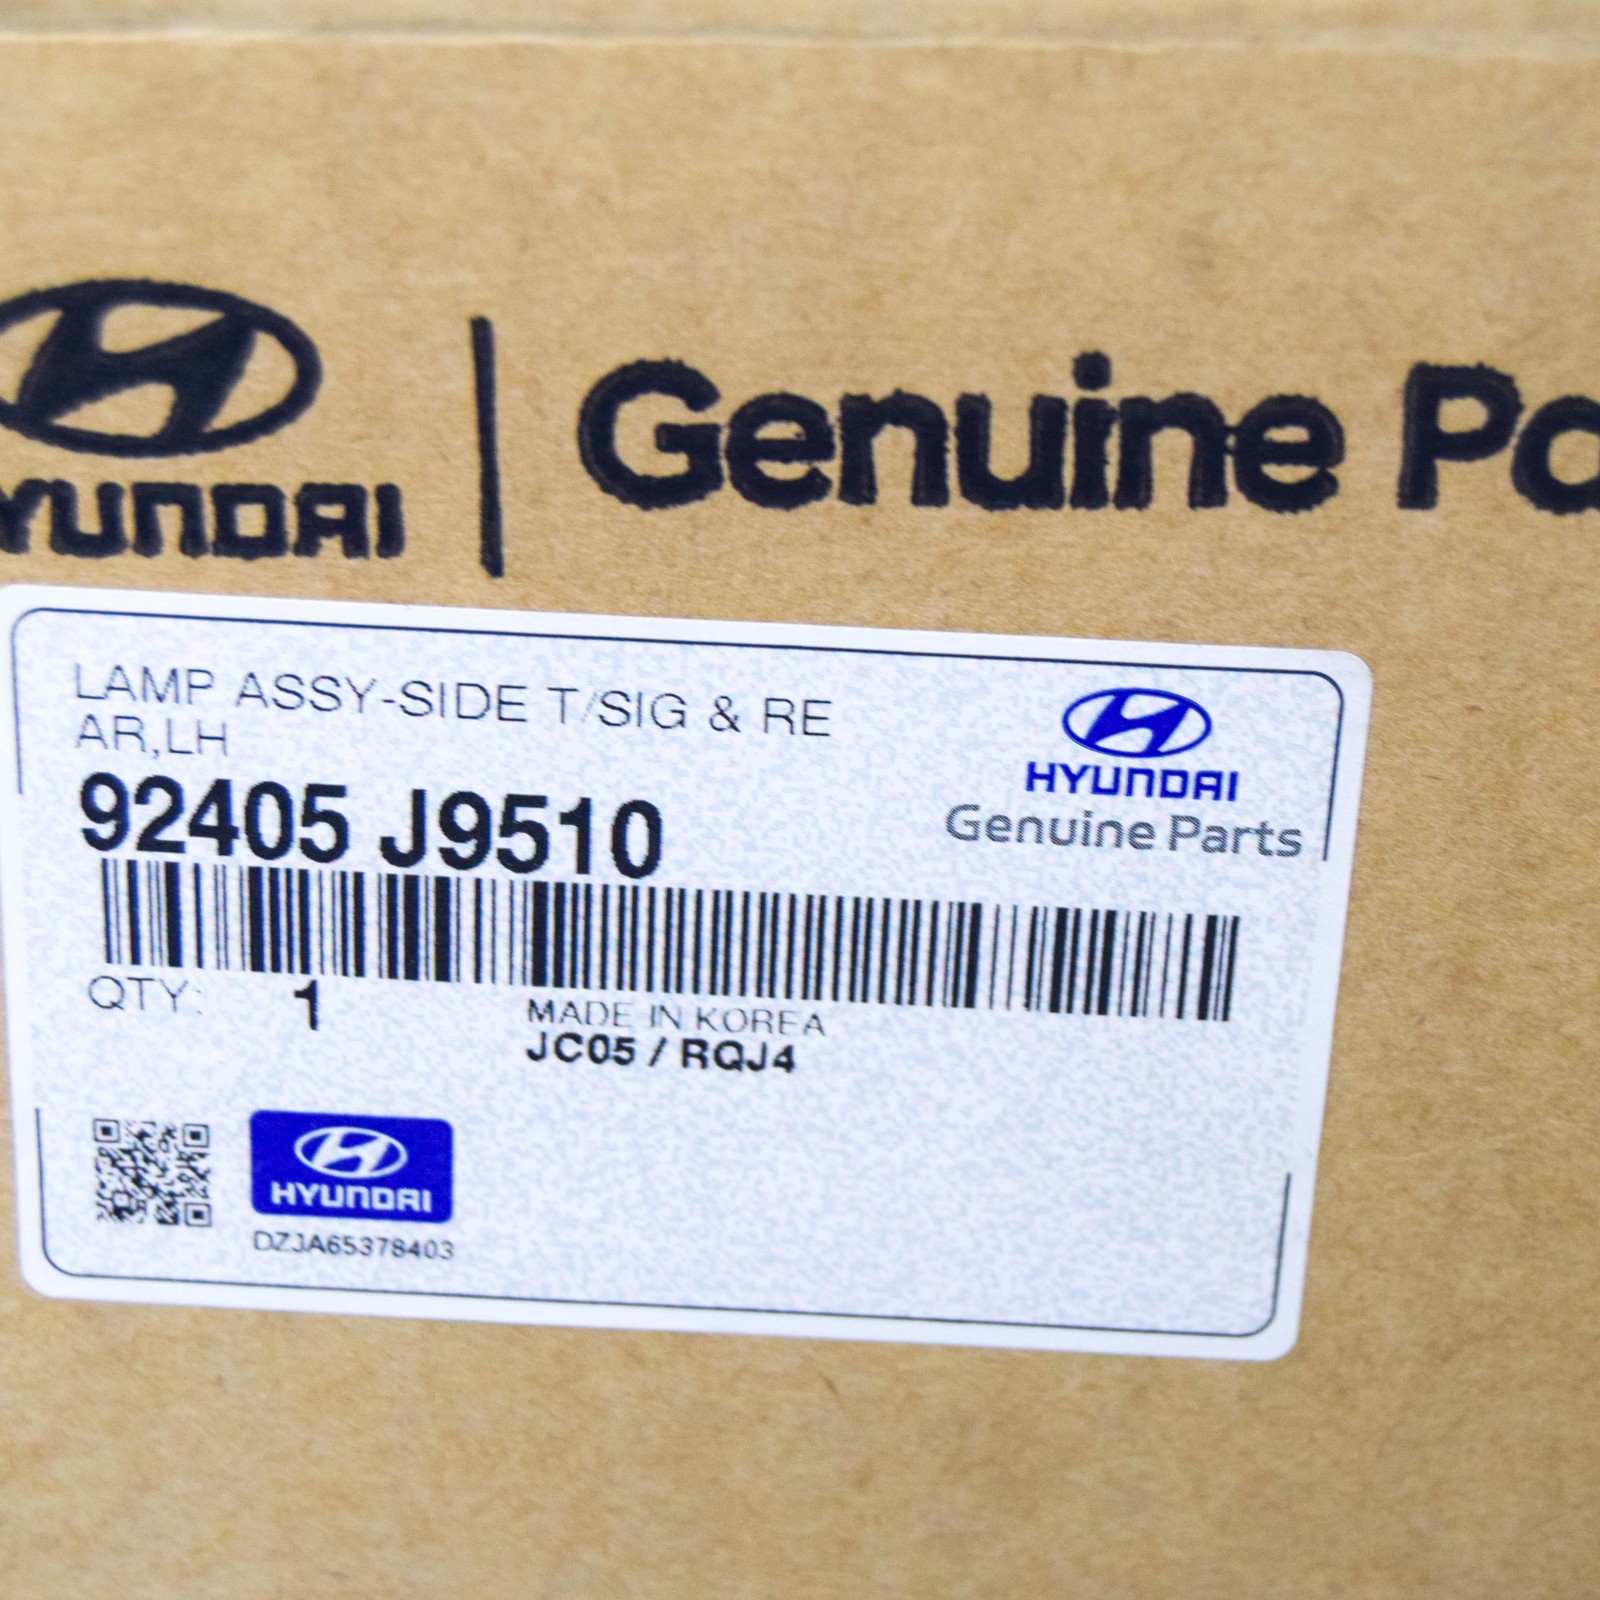 HYUNDAI | Genuine Pa
LAMP ASSY-SIDE T/SIG & RE
AR,LH
92405 J9510
HYUNDAI
Genuine Parts
QTY: 1
MADE IN KOREA
JC05 / RQJ4
HYUNDAI
DZJA65378403